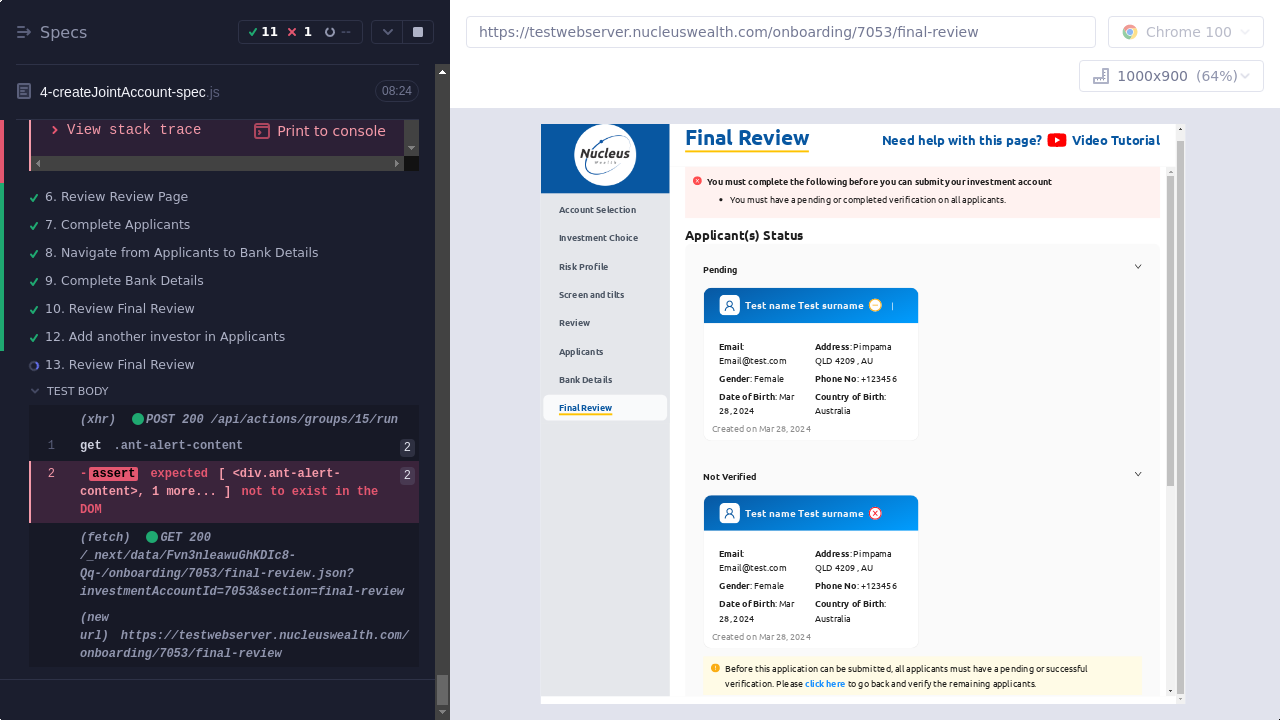 Specs
11 1 --
https://testwebserver.nucleuswealth.com/onboarding/7053/final-review
Chrome 100
1000x900 (64%)
4-createJointAccount-spec.js
08:24
View stack trace
Print to console
6. Review Review Page
7. Complete Applicants
8. Navigate from Applicants to Bank Details
9. Complete Bank Details
10. Review Final Review
12. Add another investor in Applicants
13. Review Final Review
TEST BODY
(xhr) POST 200 /api/actions/groups/15/run
1 get .ant-alert-content 2
2 -assert expected [ <div.ant-alert-
content>, 1 more... ] not to exist in the
DOM
2
(fetch) GET 200
/_next/data/Fvn3nleawuGhKDIc8-
Qq-/onboarding/7053/final-review.json?
investmentAccountId=7053&section=final-review
(new
url) https://testwebserver.nucleuswealth.com/
onboarding/7053/final-review
Nucleus
Wealth
Account Selection
Investment Choice
Risk Profile
Screen and tilts
Review
Applicants
Bank Details
Final Review
Final Review
Need help with this page? Video Tutorial
You must complete the following before you can submit your investment account
• You must have a pending or completed verification on all applicants.
Applicant(s) Status
Pending
Test name Test surname |
Email:
Email@test.com
Gender: Female
Date of Birth: Mar
28, 2024
Address: Pimpama
QLD 4209 , AU
Phone No: +123456
Country of Birth:
Australia
Created on Mar 28, 2024
Not Verified
Test name Test surname
Email:
Email@test.com
Gender: Female
Date of Birth: Mar
28, 2024
Address: Pimpama
QLD 4209 , AU
Phone No: +123456
Country of Birth:
Australia
Created on Mar 28, 2024
Before this application can be submitted, all applicants must have a pending or successful
verification. Please click here to go back and verify the remaining applicants.